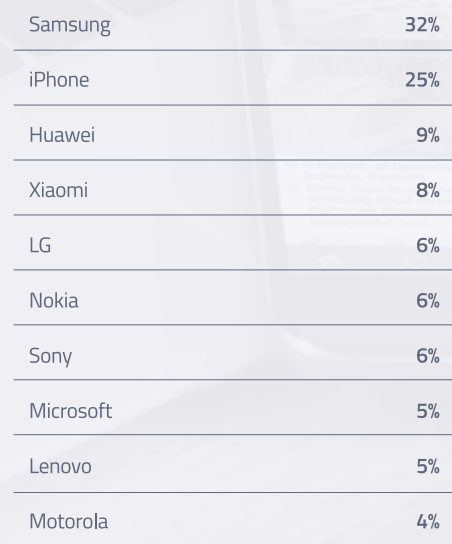 Samsung 32%
iPhone 25%
Huawei 9%
Xiaomi 8%
LG 6%
Nokia 6%
Sony 6%
Microsoft 5%
Lenovo 5%
Motorola 4%